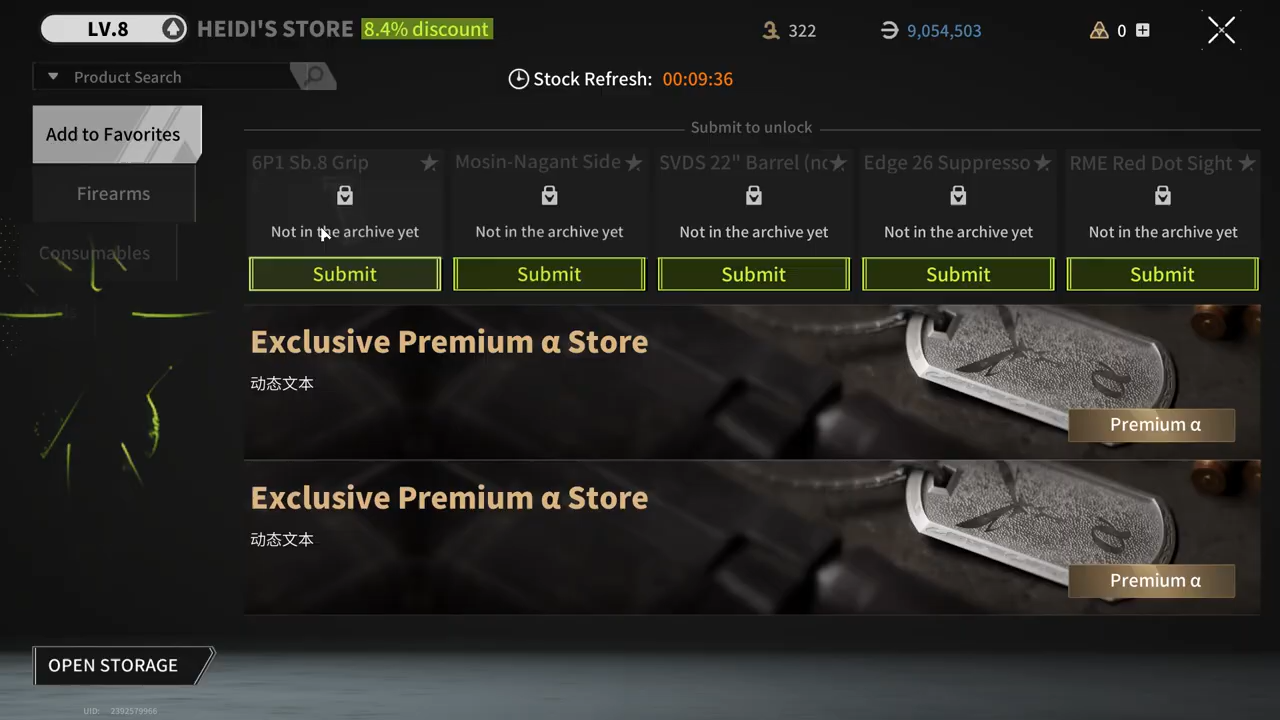 LV.8
HEIDI'S STORE
8.4% discount
322
9,054,503
0
Product Search
Stock Refresh: 00:09:36
Add to Favorites
Firearms
Consumables
Submit to unlock
6P1 Sb.8 Grip
Mosin-Nagant Side
SVDS 22" Barrel (no
Edge 26 Suppresso
RME Red Dot Sight
Not in the archive yet
Not in the archive yet
Not in the archive yet
Not in the archive yet
Not in the archive yet
Submit
Submit
Submit
Submit
Submit
Exclusive Premium α Store
动态文本
α
Premium α
Exclusive Premium α Store
动态文本
α
Premium α
OPEN STORAGE
UID: 2392579966